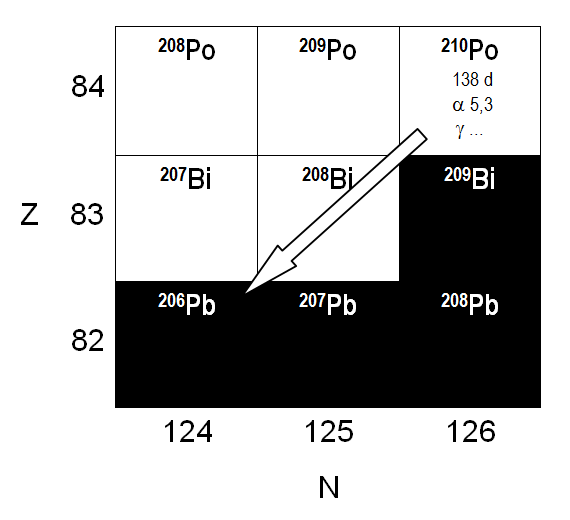 ²⁰⁸Po ²⁰⁹Po ²¹⁰Po
138 d
α 5,3
γ ...
84
²⁰⁷Bi ²⁰⁸Bi ²⁰⁹Bi
Z 83
²⁰⁶Pb ²⁰⁷Pb ²⁰⁸Pb
82
124 125 126
N